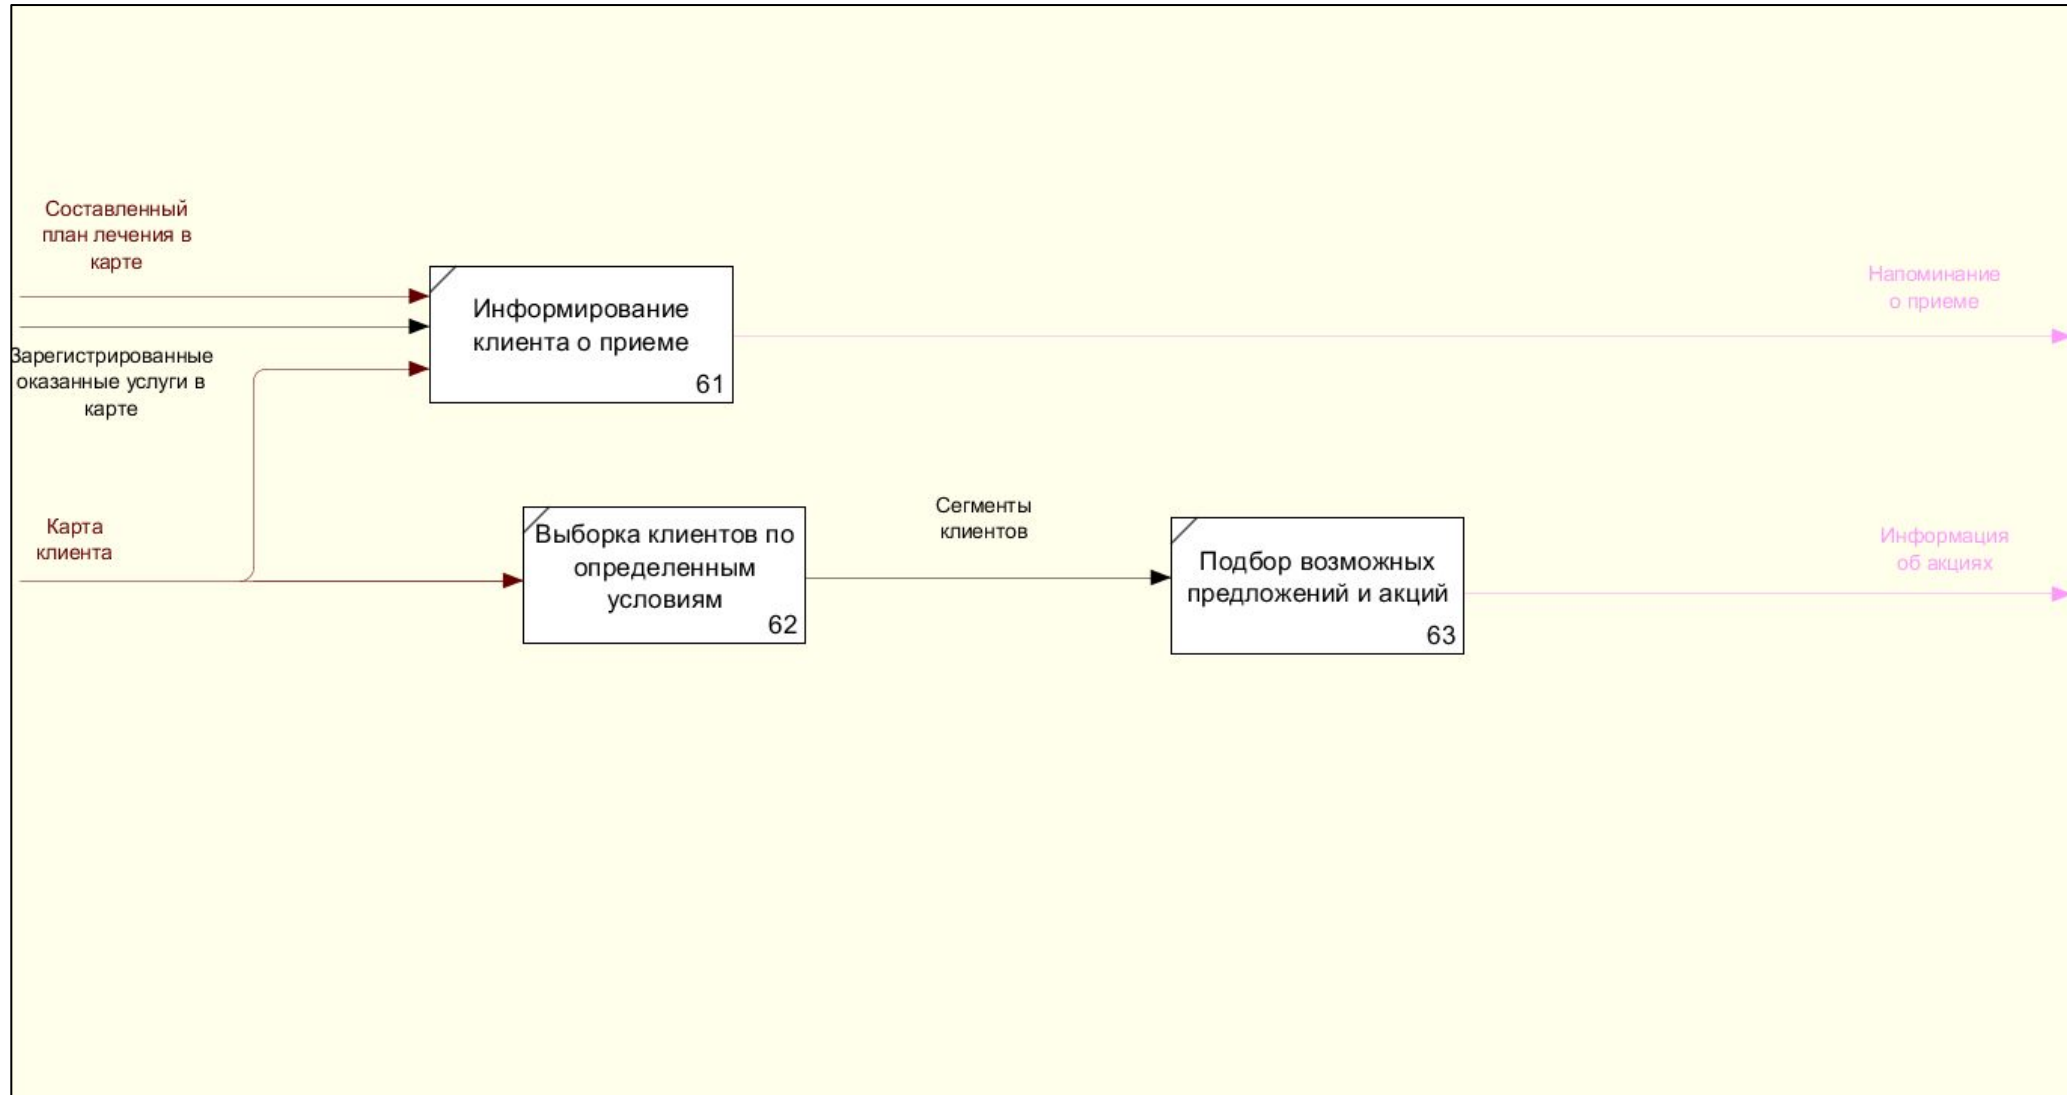 Составленный
план лечения в
карте
Зарегистрированные
оказанные услуги в
карте
Карта
клиента
Информирование
клиента о приеме
61
Напоминание
о приеме
Выборка клиентов по
определенным
условиям
62
Сегменты
клиентов
Подбор возможных
предложений и акций
63
Информация
об акциях